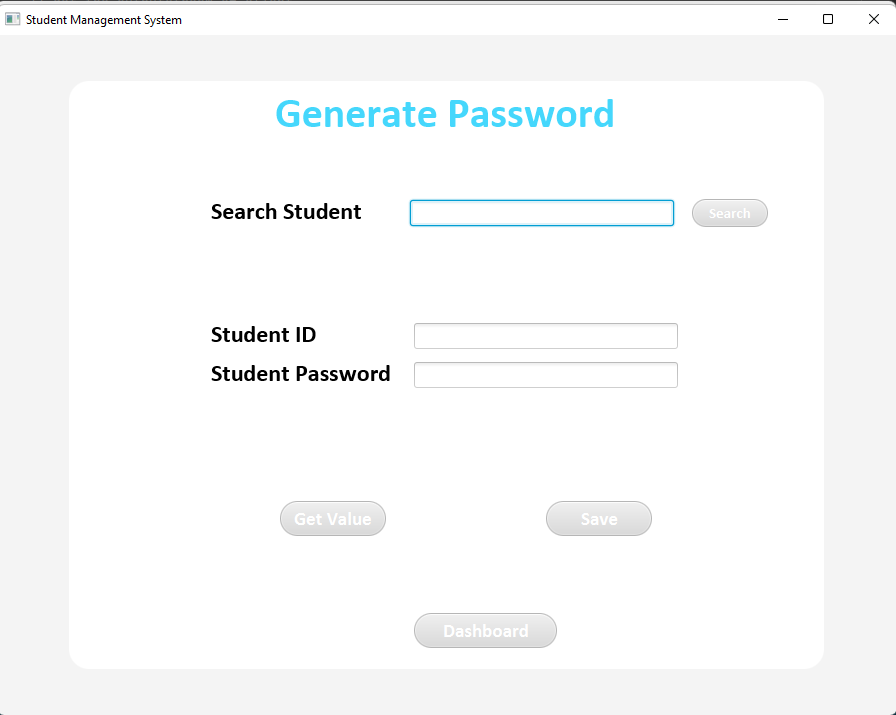 Student Management System
Generate Password
Search Student
Search
Student ID
Student Password
Get Value
Save
Dashboard